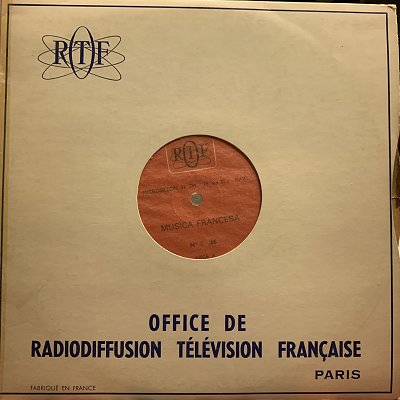 RTF
RTF
MUSICA FRANCESA
OFFICE DE
RADIODIFFUSION TÉLÉVISION FRANÇAISE
PARIS
FABRIQUÉ EN FRANCE